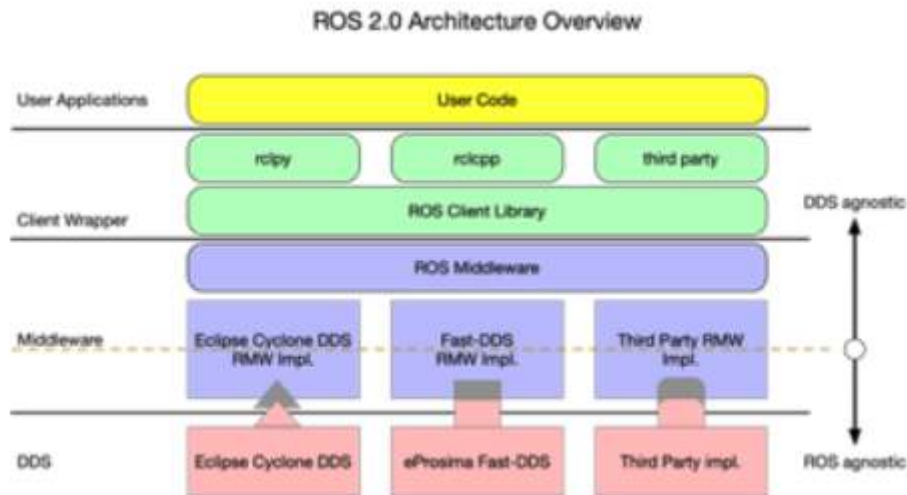 ROS 2.0 Architecture Overview
User Applications
User Code
rclpy
rclcpp
third party
Client Wrapper
ROS Client Library
DDS agnostic
ROS Middleware
Middleware
Eclipse Cyclone DDS
RMW Impl.
Fast-DDS
RMW Impl.
Third Party RMW
Impl.
DDS
Eclipse Cyclone DDS
eProsima Fast-DDS
Third Party impl.
ROS agnostic